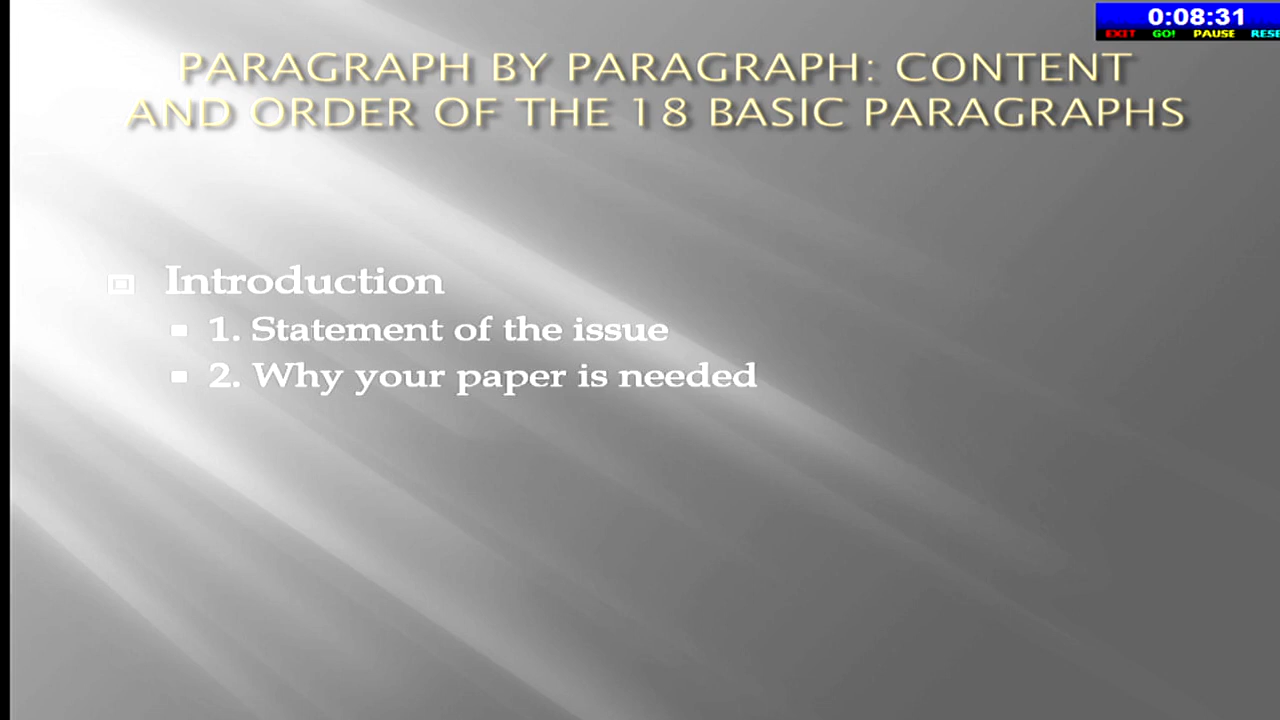 0:08:31
EXIT GO! PAUSE RESE
PARAGRAPH BY PARAGRAPH: CONTENT
AND ORDER OF THE 18 BASIC PARAGRAPHS
Introduction
1. Statement of the issue
2. Why your paper is needed